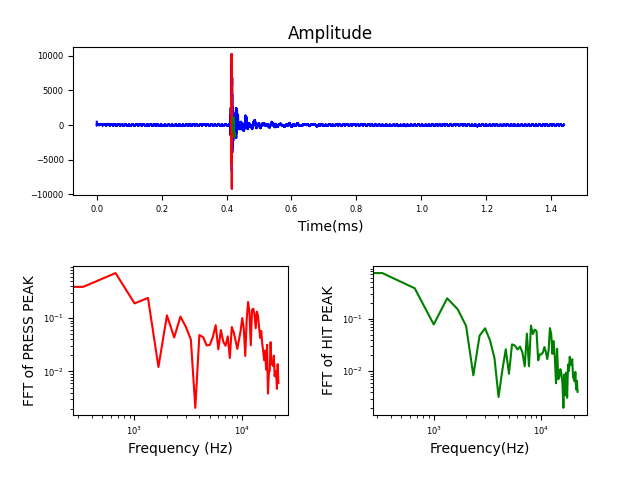 Amplitude
10000
5000
0
−5000
−10000
0.0 0.2 0.4 0.6 0.8 1.0 1.2 1.4
Time(ms)
FFT of PRESS PEAK
10⁻¹
10⁻²
10³ 10⁴
Frequency (Hz)
FFT of HIT PEAK
10⁻¹
10⁻²
10³ 10⁴
Frequency(Hz)